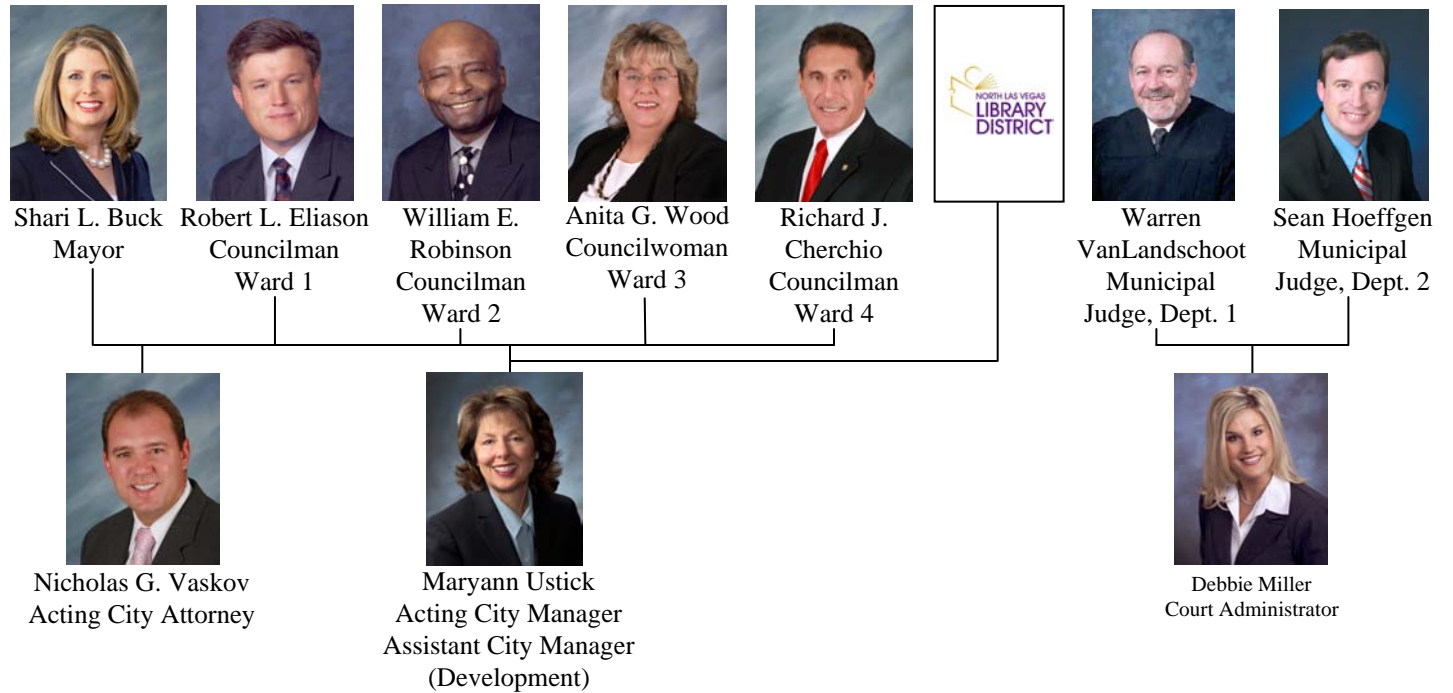 NORTH LAS VEGAS
LIBRARY
DISTRICT
Shari L. Buck
Mayor
Robert L. Eliason
Councilman
Ward 1
William E.
Robinson
Councilman
Ward 2
Anita G. Wood
Councilwoman
Ward 3
Richard J.
Cherchio
Councilman
Ward 4
Warren
VanLandschoot
Municipal
Judge, Dept. 1
Sean Hoeffgen
Municipal
Judge, Dept. 2
Nicholas G. Vaskov
Acting City Attorney
Maryann Ustick
Acting City Manager
Assistant City Manager
(Development)
Debbie Miller
Court Administrator